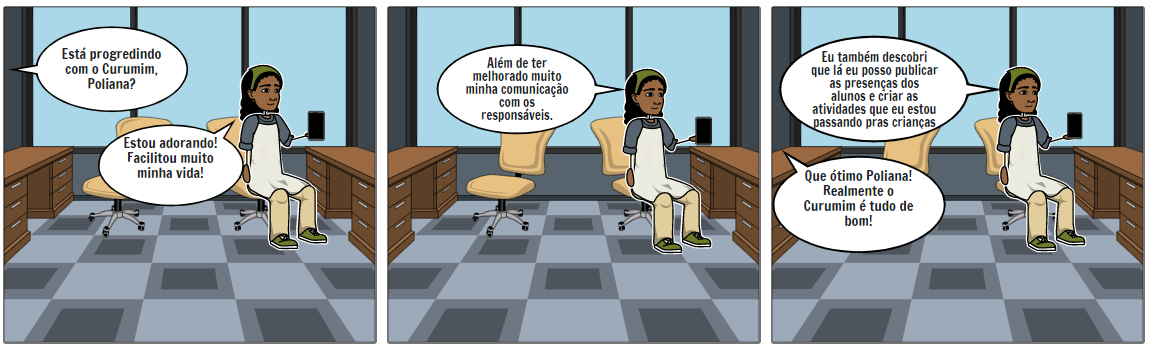 Está progredindo
com o Curumim,
Poliana?
Estou adorando!
Facilitou muito
minha vida!
Além de ter
melhorado muito
minha comunicação
com os
responsáveis.
Eu também descobri
que lá eu posso publicar
as presenças dos
alunos e criar as
atividades que eu estou
passando pras crianças
Que ótimo Poliana!
Realmente o
Curumim é tudo de
bom!